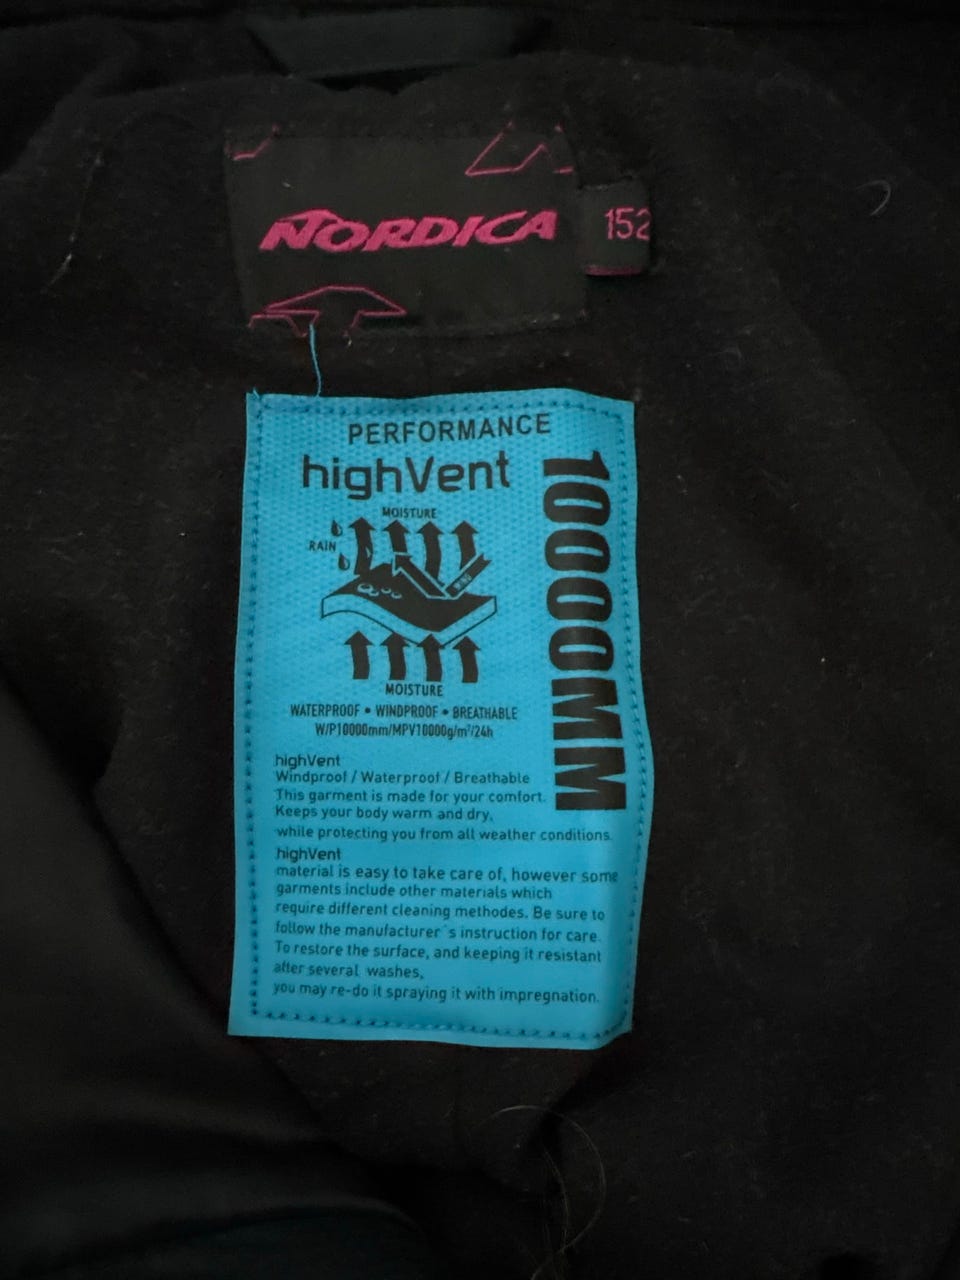 NORDICA
152
PERFORMANCE
highVent
10000MM
MOISTURE
RAIN
WIND
MOISTURE
WATERPROOF • WINDPROOF • BREATHABLE
W/P10000mm/MPV10000g/m²/24h
highVent
Windproof / Waterproof / Breathable
This garment is made for your comfort.
Keeps your body warm and dry,
while protecting you from all weather conditions.
highVent
material is easy to take care of, however some
garments include other materials which
require different cleaning methodes. Be sure to
follow the manufacturer´s instruction for care.
To restore the surface, and keeping it resistant
after several washes,
you may re-do it spraying it with impregnation.